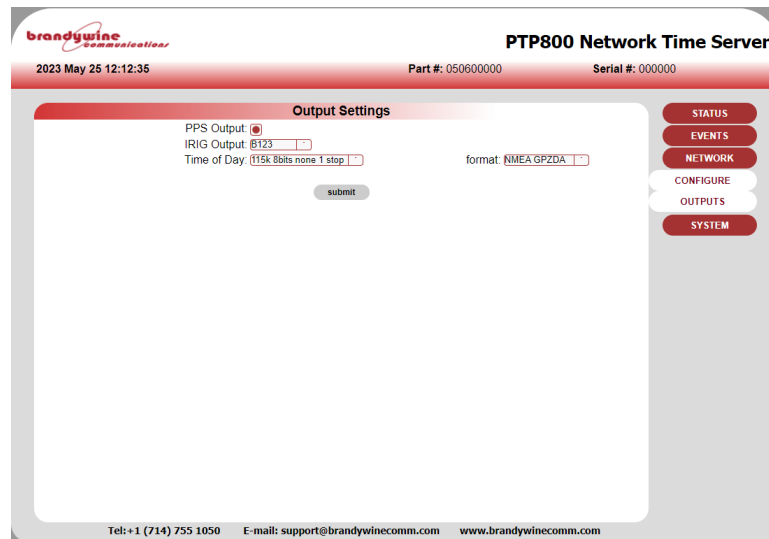 brandywine
communications
PTP800 Network Time Server
2023 May 25 12:12:35
Part #: 050600000
Serial #: 000000
Output Settings
PPS Output:
IRIG Output: B123
Time of Day: 115k 8bits none 1 stop
format: NMEA GPZDA
submit
STATUS
EVENTS
NETWORK
CONFIGURE
OUTPUTS
SYSTEM
Tel:+1 (714) 755 1050 E-mail: support@brandywinecomm.com www.brandywinecomm.com